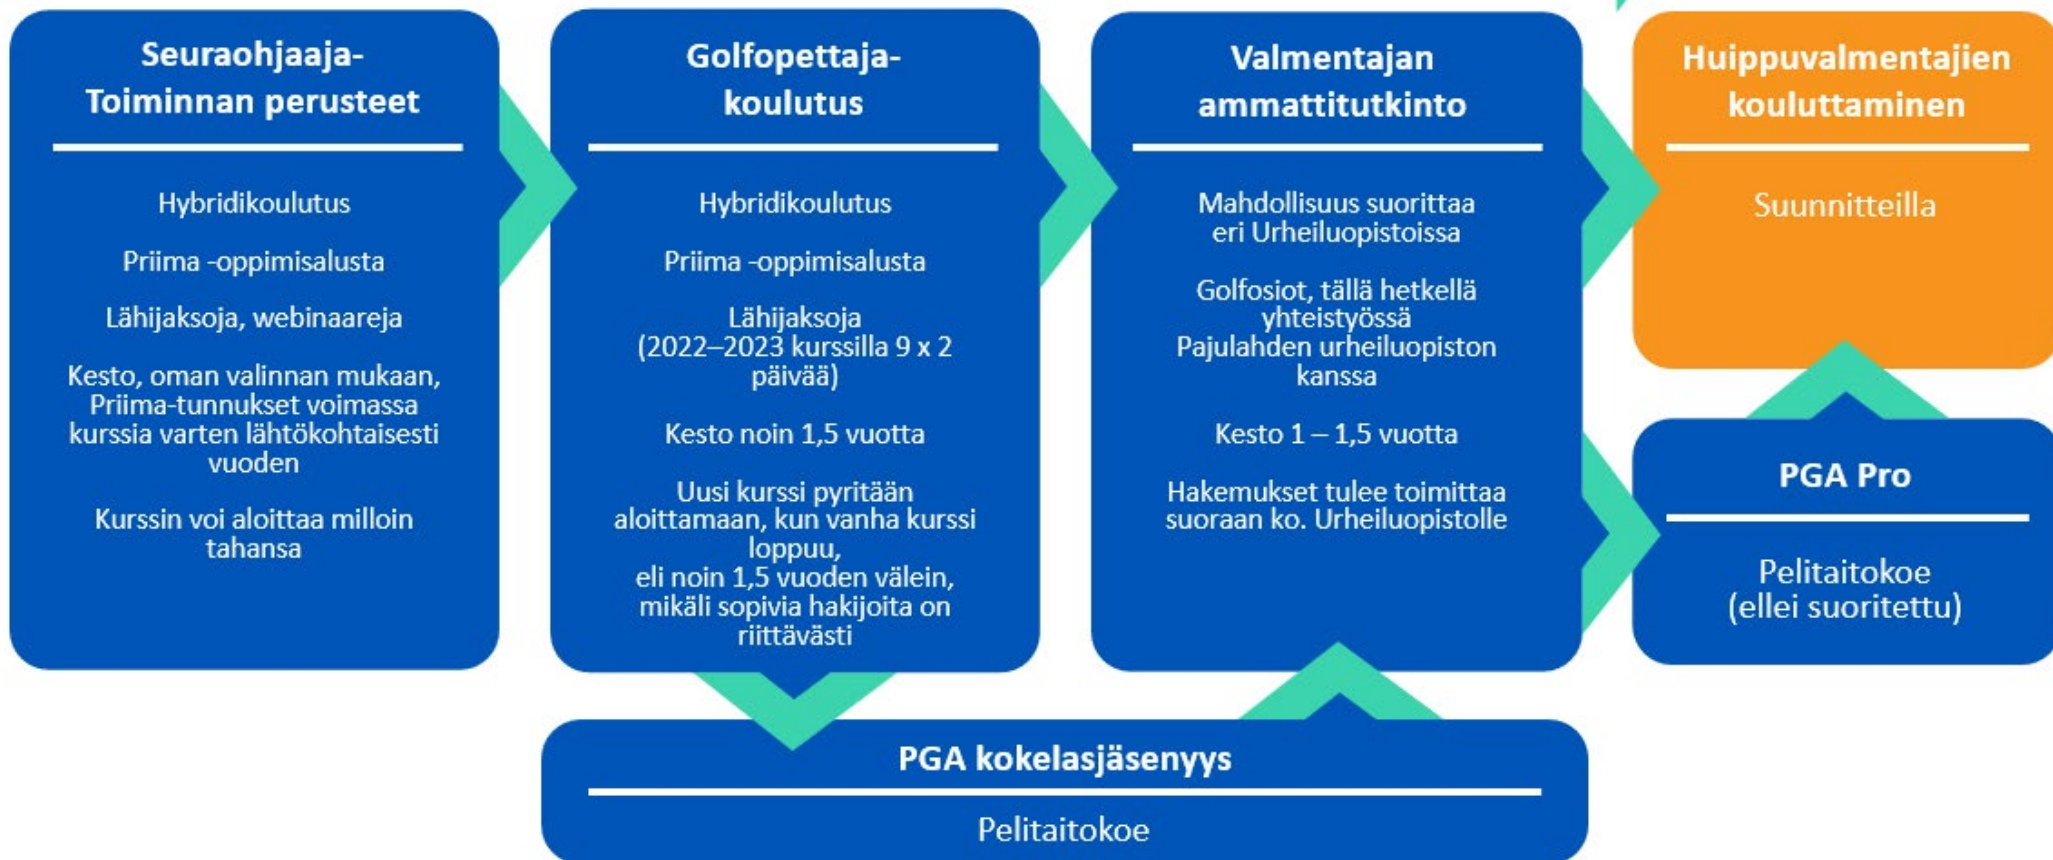 Seuraohjaaja-
Toiminnan perusteet
Hybridikoulutus
Priima -oppimisalusta
Lähijaksoja, webinaareja
Kesto, oman valinnan mukaan,
Priima-tunnukset voimassa
kurssia varten lähtökohtaisesti
vuoden
Kurssin voi aloittaa milloin
tahansa
Golfopettaja-
koulutus
Hybridikoulutus
Priima -oppimisalusta
Lähijaksoja
(2022–2023 kurssilla 9 x 2
päivää)
Kesto noin 1,5 vuotta
Uusi kurssi pyritään
aloittamaan, kun vanha kurssi
loppuu,
eli noin 1,5 vuoden välein,
mikäli sopivia hakijoita on
riittävästi
Valmentajan
ammattitutkinto
Mahdollisuus suorittaa
eri Urheiluopistoissa
Golfosiot, tällä hetkellä
yhteistyössä
Pajulahden urheiluopiston
kanssa
Kesto 1 – 1,5 vuotta
Hakemukset tulee toimittaa
suoraan ko. Urheiluopistolle
Huippuvalmentajien
kouluttaminen
Suunnitteilla
PGA Pro
Pelitaitokoe
(ellei suoritettu)
PGA kokelasjäsenyys
Pelitaitokoe